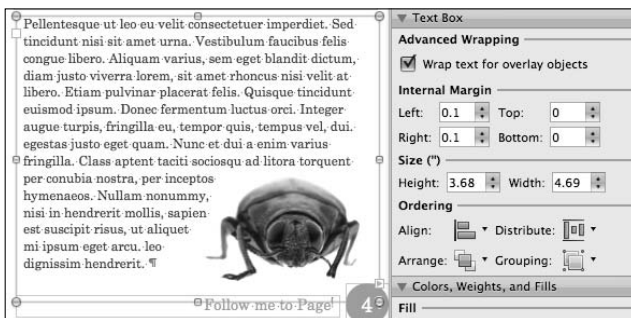 Pellentesque ut leo eu velit consectetuer imperdiet. Sed
tincidunt nisi sit amet urna. Vestibulum faucibus felis
congue libero. Aliquam varius, sem eget blandit dictum,
diam justo viverra lorem, sit amet rhoncus nisi velit at
libero. Etiam pulvinar placerat felis. Quisque tincidunt
euismod ipsum. Donec fermentum luctus orci. Integer
augue turpis, fringilla eu, tempor quis, tempus vel, dui.
egestas justo eget quam. Nunc et dui a enim varius
fringilla. Class aptent taciti sociosqu ad litora torquent
per conubia nostra, per inceptos
hymenaeos. Nullam nonummy,
nisi in hendrerit mollis, sapien
est suscipit risus, ut aliquet
mi ipsum eget arcu. leo
dignissim hendrerit. ¶
Follow me to Page!
4
Text Box
Advanced Wrapping
Wrap text for overlay objects
Internal Margin
Left: 0.1 Top: 0
Right: 0.1 Bottom: 0
Size (")
Height: 3.68 Width: 4.69
Ordering
Align: Distribute:
Arrange: Grouping:
Colors, Weights, and Fills
Fill